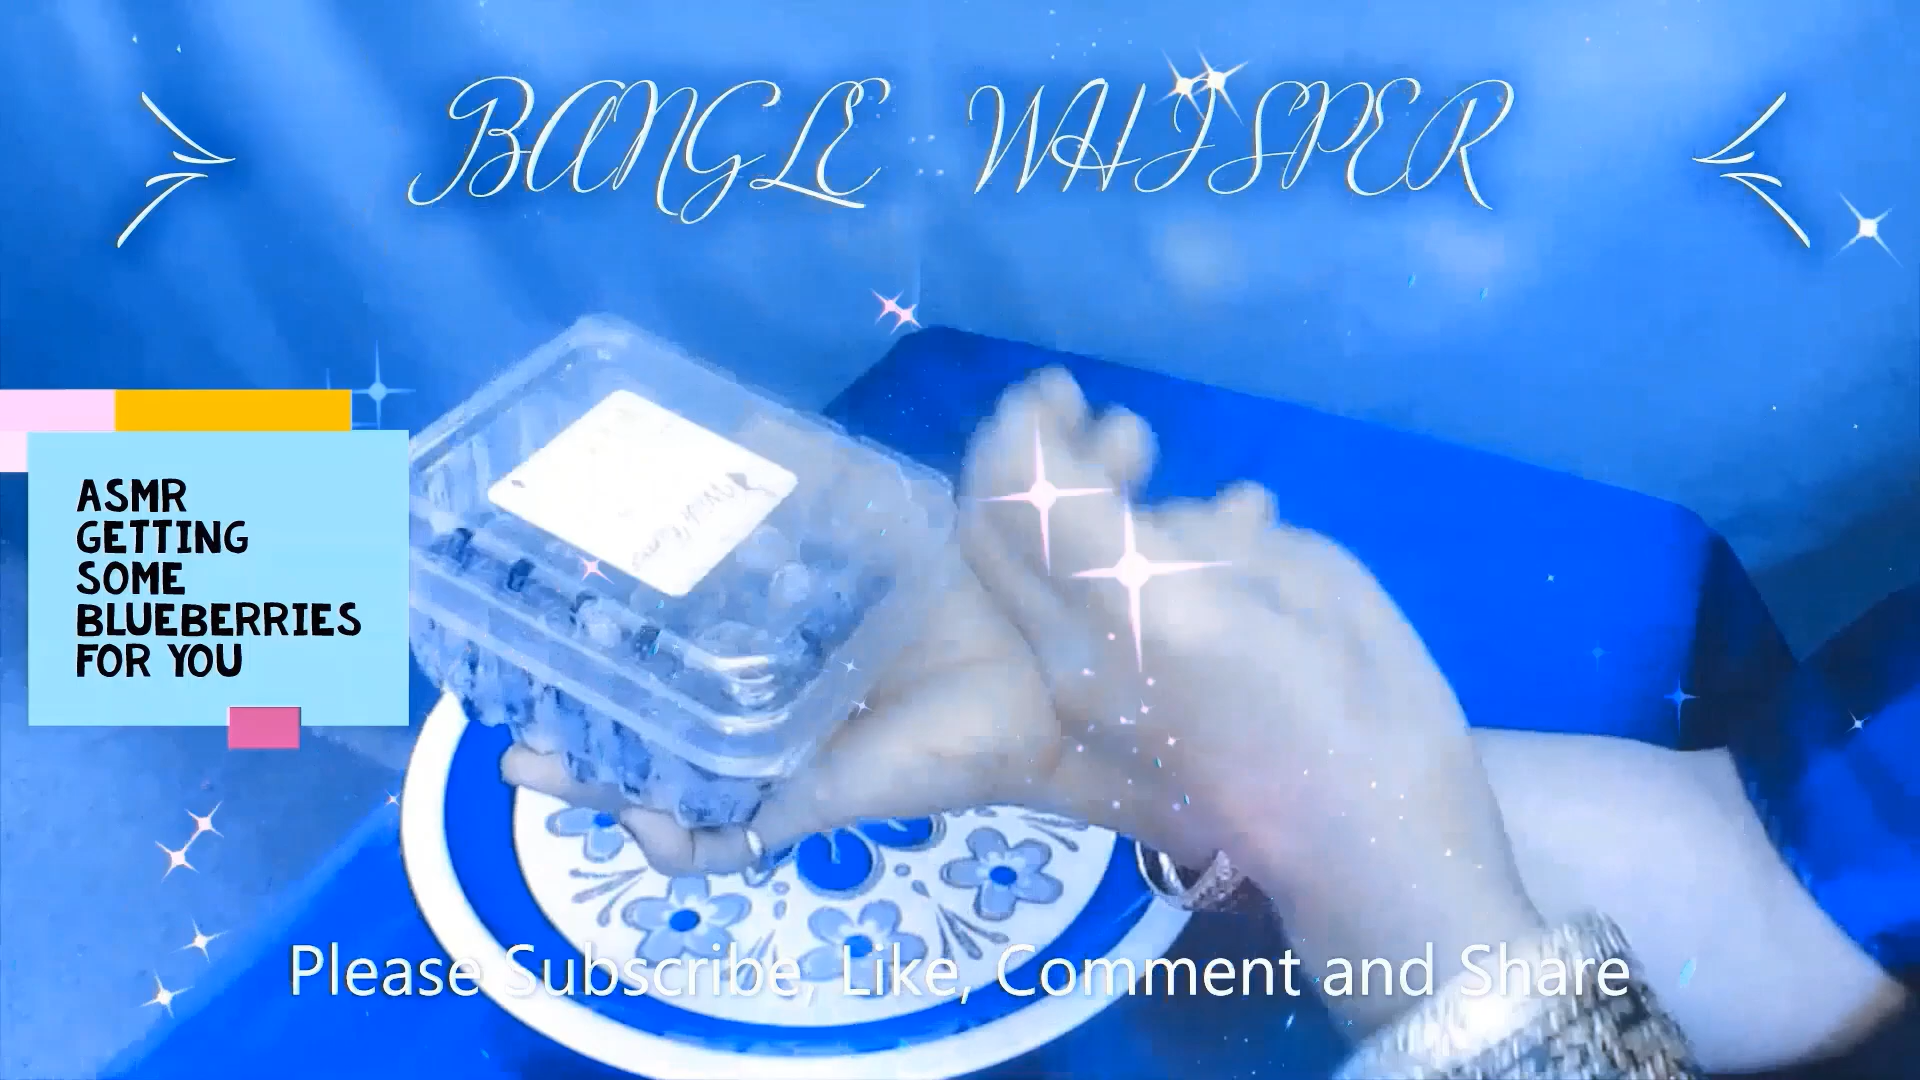 BANGLE WHISPER
ASMR
GETTING
SOME
BLUEBERRIES
FOR YOU
Please Subscribe, Like, Comment and Share